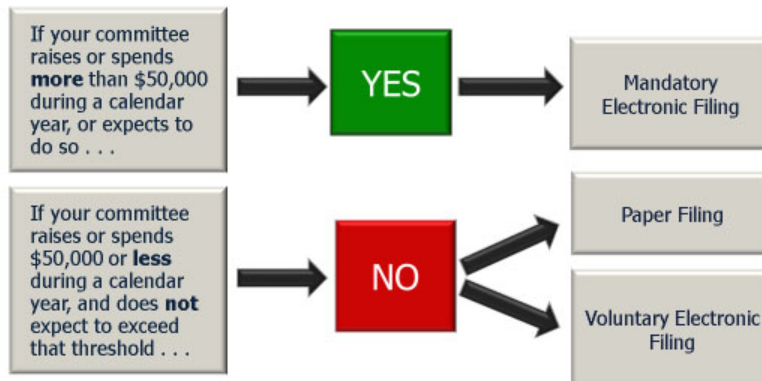 If your committee
raises or spends
more than $50,000
during a calendar
year, or expects to
do so . . .
YES
Mandatory
Electronic Filing
If your committee
raises or spends
$50,000 or less
during a calendar
year, and does not
expect to exceed
that threshold . . .
NO
Paper Filing
Voluntary Electronic
Filing